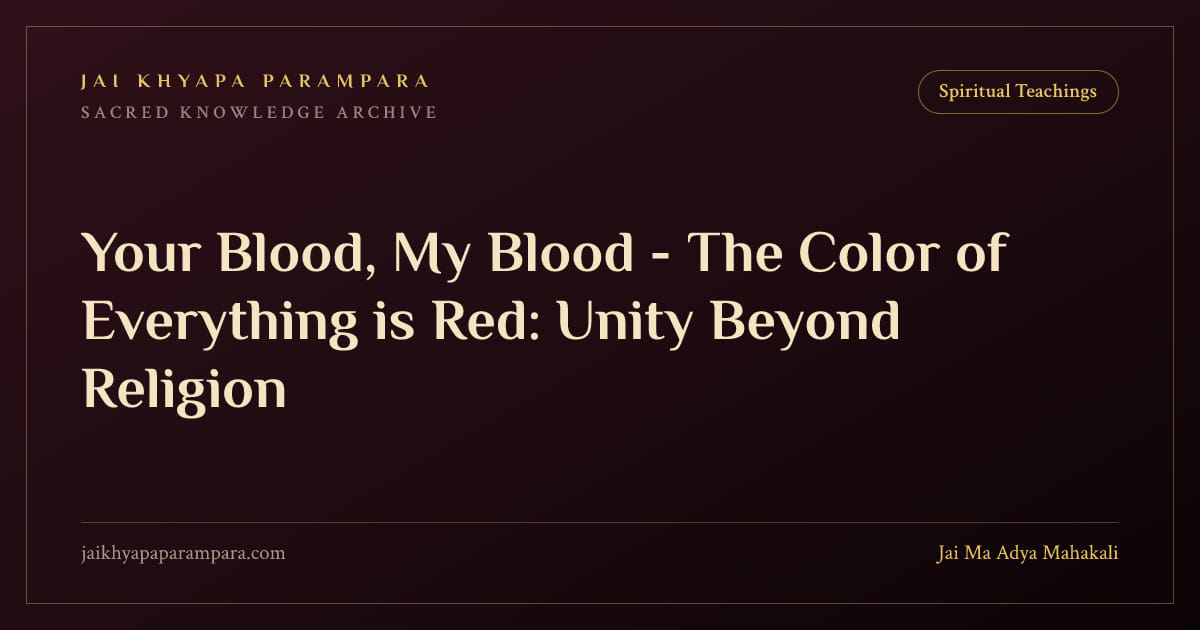 JAI KHYAPA PARAMPARA
SACRED KNOWLEDGE ARCHIVE
Spiritual Teachings
Your Blood, My Blood - The Color of
Everything is Red: Unity Beyond
Religion
jaikhyapaparampara.com
Jai Ma Adya Mahakali